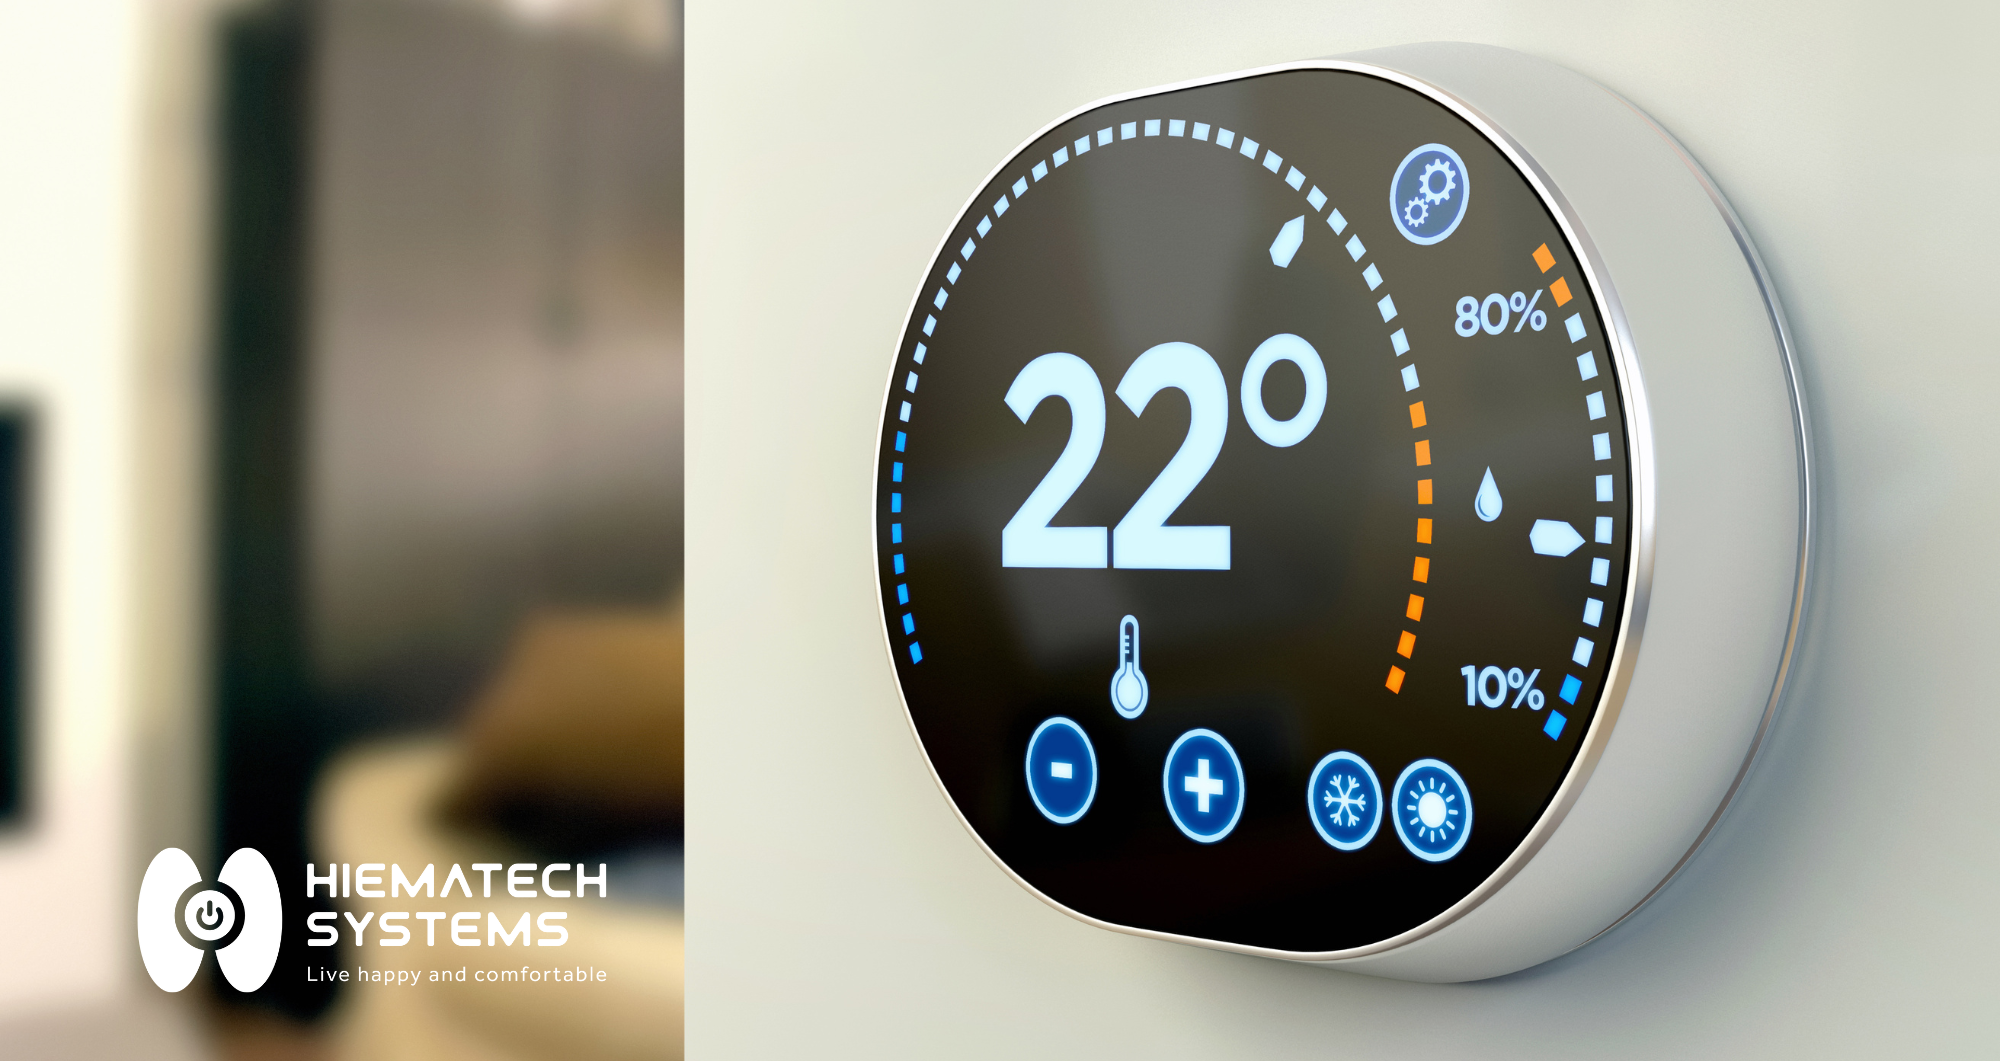 22°
80%
10%
HIEMATECH
SYSTEMS
Live happy and comfortable